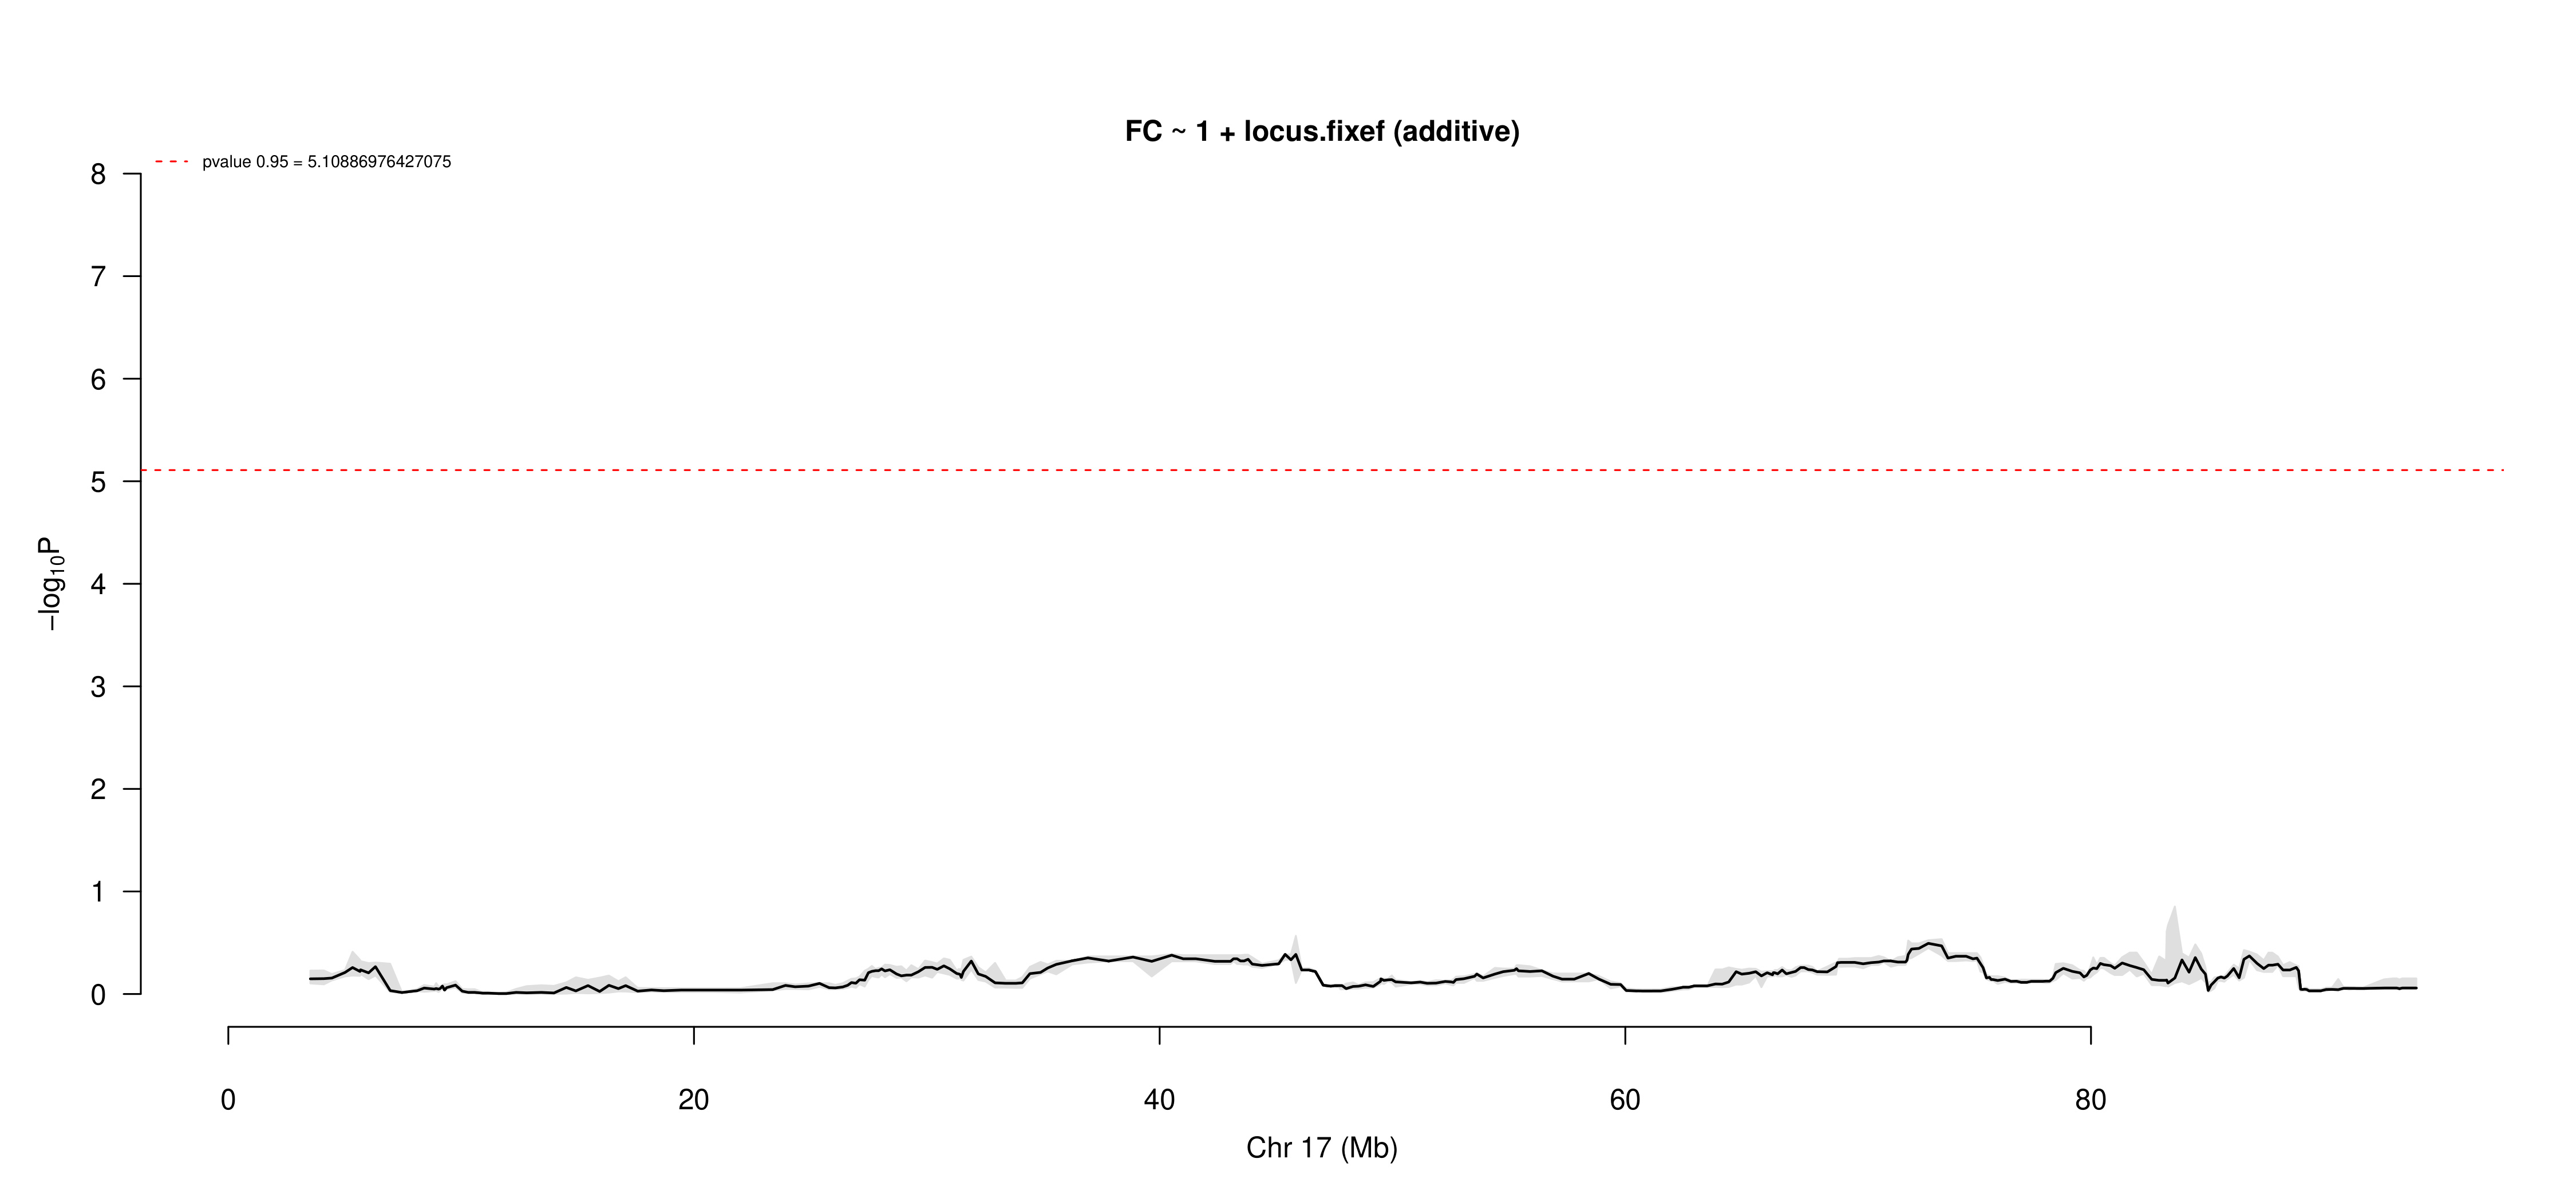 FC ~ 1 + locus.fixef (additive)
pvalue 0.95 = 5.10886976427075
8
7
6
5
4
3
2
1
0
−log10P
0 20 40 60 80
Chr 17 (Mb)